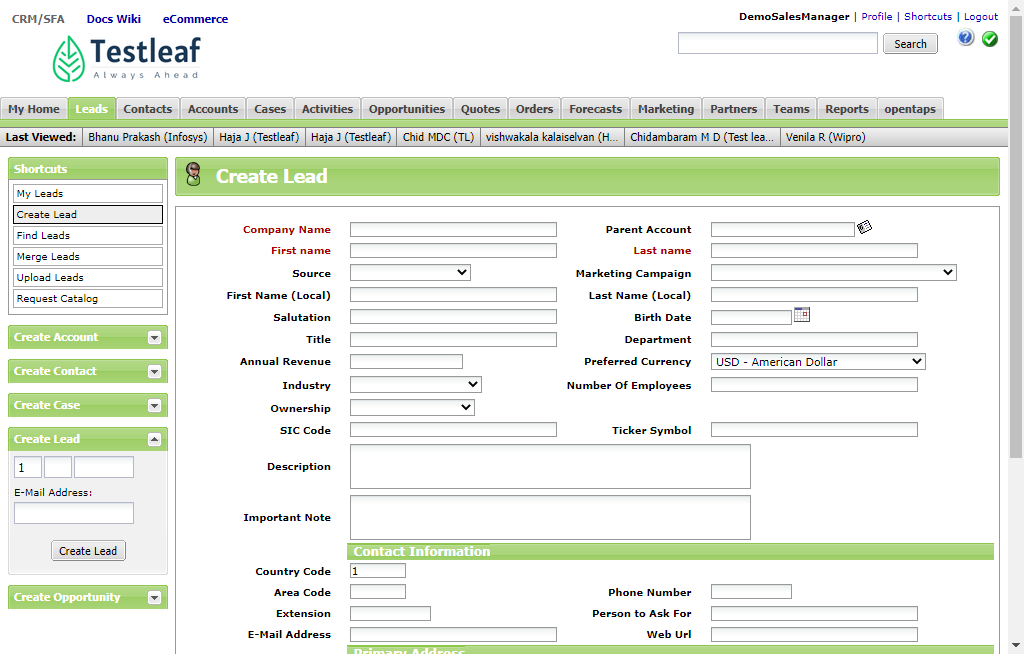 CRM/SFA Docs Wiki eCommerce
DemoSalesManager | Profile | Shortcuts | Logout
Testleaf
Always Ahead
Search
My Home Leads Contacts Accounts Cases Activities Opportunities Quotes Orders Forecasts Marketing Partners Teams Reports opentaps
Last Viewed: Bhanu Prakash (Infosys) Haja J (Testleaf) Haja J (Testleaf) Chid MDC (TL) vishwakala kalaiselvan (H... Chidambaram M D (Test lea... Venila R (Wipro)
Shortcuts
My Leads
Create Lead
Find Leads
Merge Leads
Upload Leads
Request Catalog
Create Account
Create Contact
Create Case
Create Lead
1
E-Mail Address:
Create Lead
Create Opportunity
Create Lead
Company Name Parent Account
First name Last name
Source Marketing Campaign
First Name (Local) Last Name (Local)
Salutation Birth Date
Title Department
Annual Revenue Preferred Currency USD - American Dollar
Industry Number Of Employees
Ownership
SIC Code Ticker Symbol
Description
Important Note
Contact Information
Country Code 1
Area Code Phone Number
Extension Person to Ask For
E-Mail Address Web Url
Primary Address